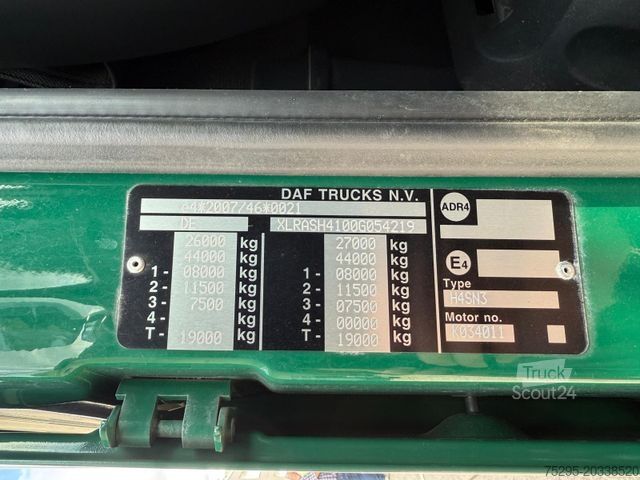 DAF TRUCKS N.V.
e4*2007/46*0021
DE XLRASH4100G054219
26000 kg 27000 kg
44000 kg 44000 kg
1- 08000 kg 1- 08000 kg
2- 11500 kg 2- 11500 kg
3- 7500 kg 3- 07500 kg
4- kg 4- 00000 kg
T- 19000 kg T- 19000 kg
ADR4
E4
Type
H4SN3
Motor no.
K034011
Truck
Scout24
75295-20338520